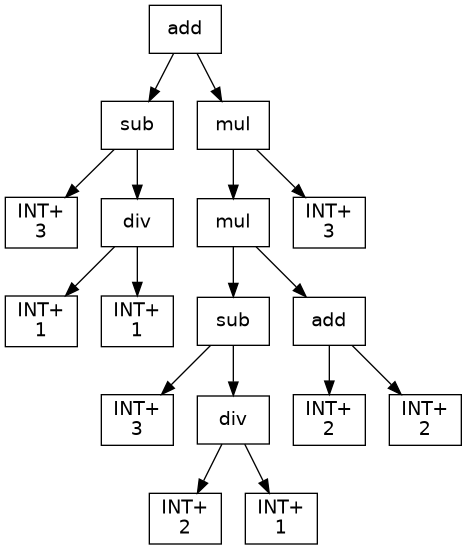 add
sub
mul
INT+
3
div
mul
INT+
3
INT+
1
INT+
1
sub
add
INT+
3
div
INT+
2
INT+
2
INT+
2
INT+
1